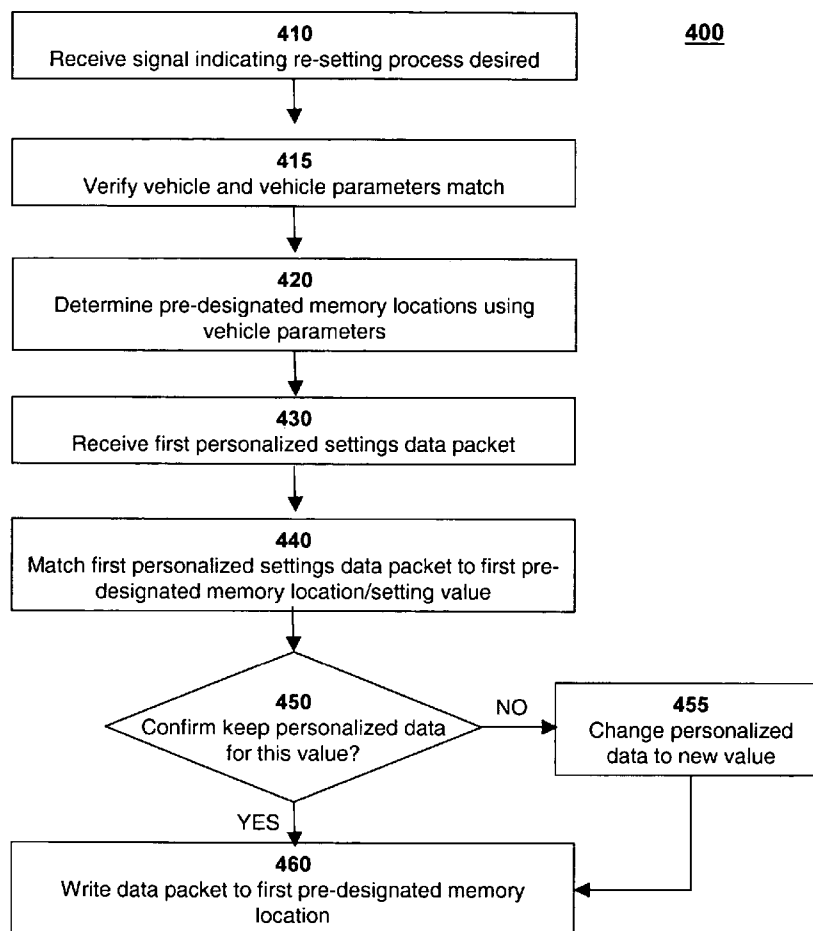 400
410
Receive signal indicating re-setting process desired
415
Verify vehicle and vehicle parameters match
420
Determine pre-designated memory locations using
vehicle parameters
430
Receive first personalized settings data packet
440
Match first personalized settings data packet to first pre-
designated memory location/setting value
450
Confirm keep personalized data
for this value?
NO
455
Change personalized
data to new value
YES
460
Write data packet to first pre-designated memory
location